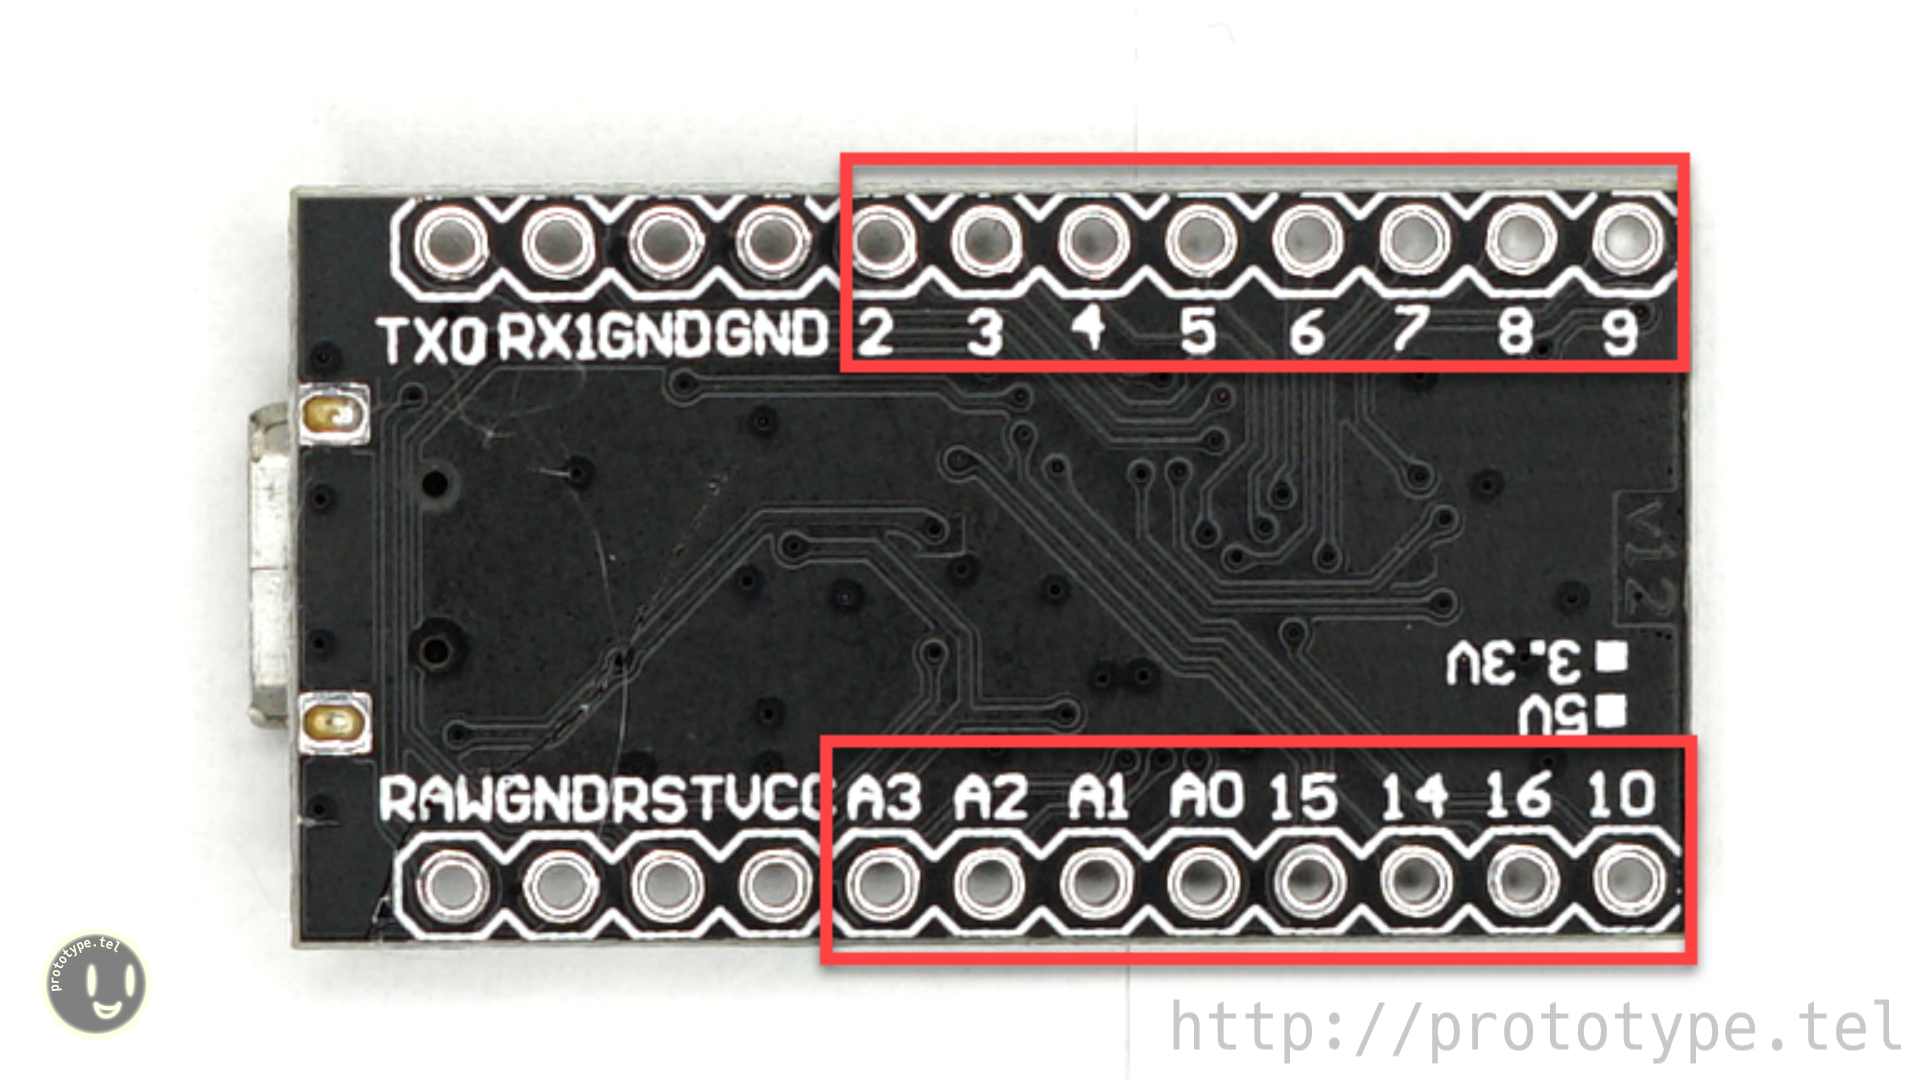 TX0 RX1 GND GND 2 3 4 5 6 7 8 9
V12
3.3V
5V
RAW GND RST VCC A3 A2 A1 A0 15 14 16 10
prototype.tel
http://prototype.tel